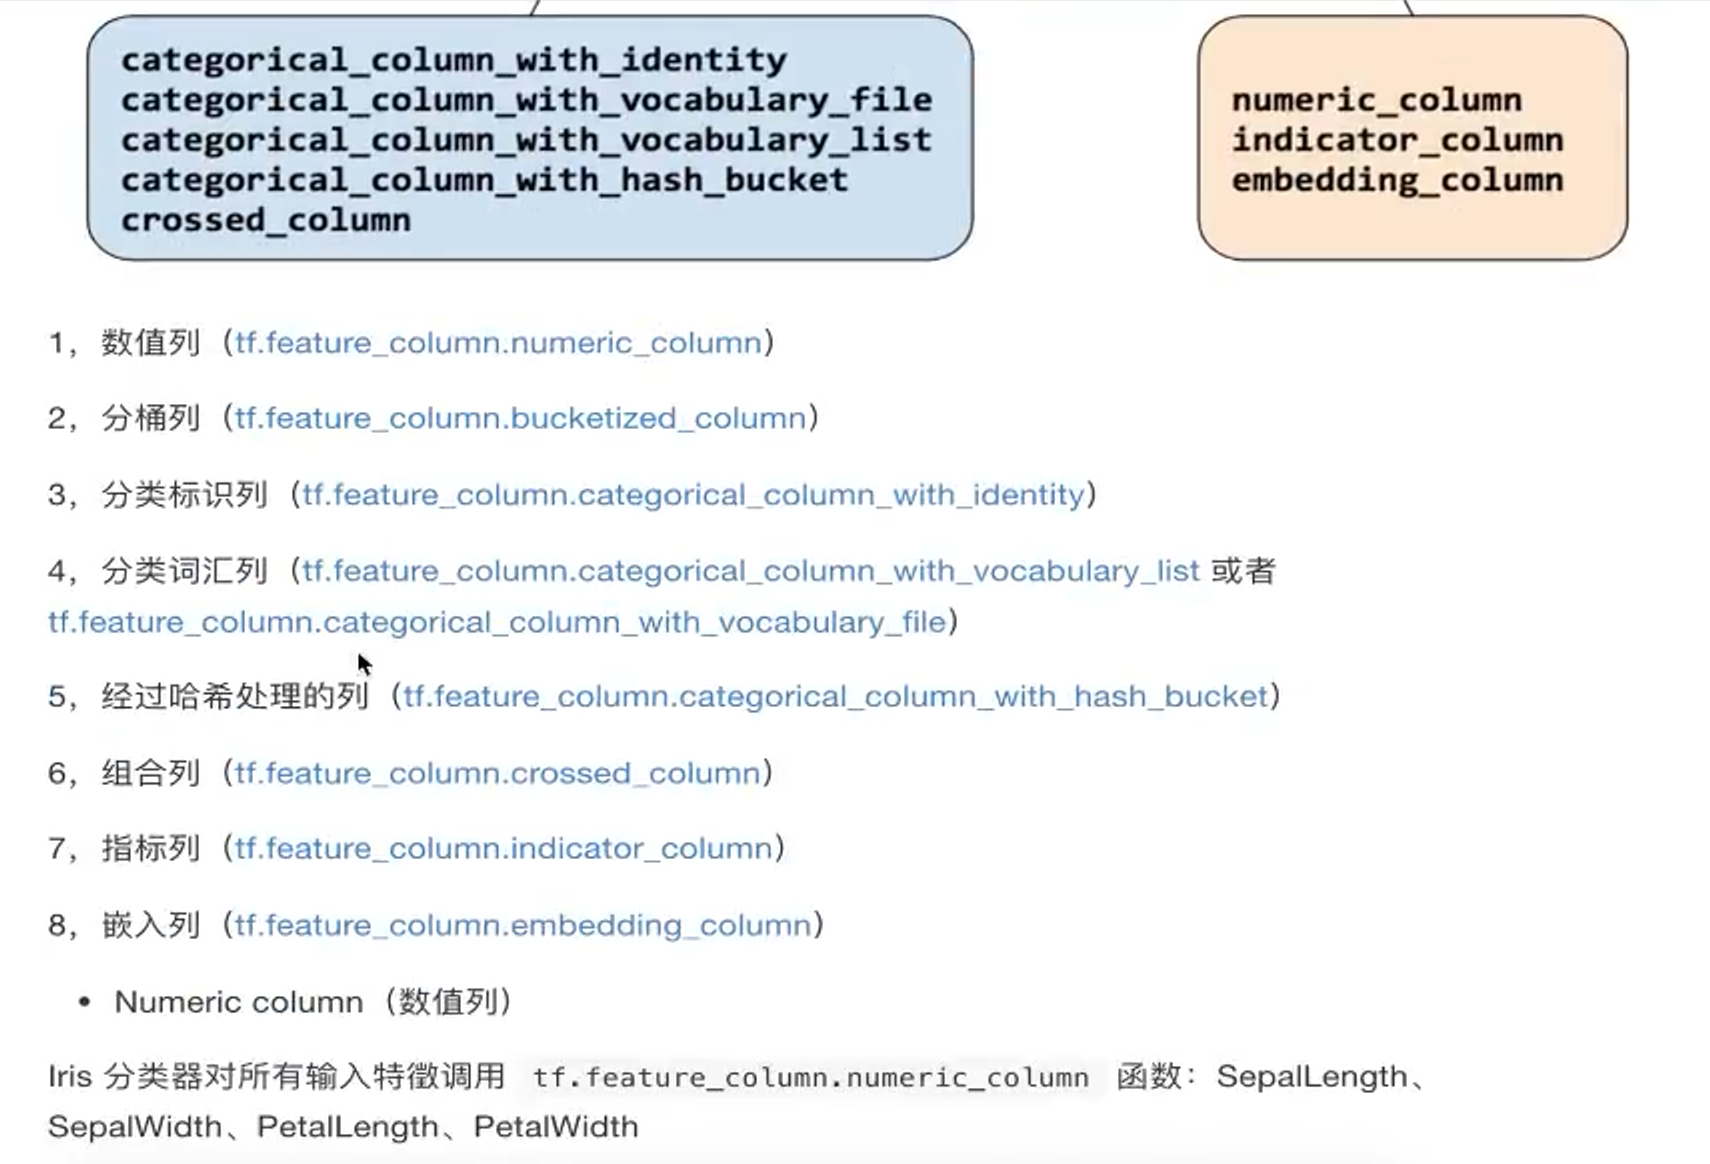 categorical_column_with_identity
categorical_column_with_vocabulary_file
categorical_column_with_vocabulary_list
categorical_column_with_hash_bucket
crossed_column
numeric_column
indicator_column
embedding_column
1，数值列（tf.feature_column.numeric_column）
2，分桶列（tf.feature_column.bucketized_column）
3，分类标识列（tf.feature_column.categorical_column_with_identity）
4，分类词汇列（tf.feature_column.categorical_column_with_vocabulary_list 或者
tf.feature_column.categorical_column_with_vocabulary_file）
5，经过哈希处理的列（tf.feature_column.categorical_column_with_hash_bucket）
6，组合列（tf.feature_column.crossed_column）
7，指标列（tf.feature_column.indicator_column）
8，嵌入列（tf.feature_column.embedding_column）
• Numeric column（数值列）
Iris 分类器对所有输入特徵调用 tf.feature_column.numeric_column 函数：SepalLength、
SepalWidth、PetalLength、PetalWidth